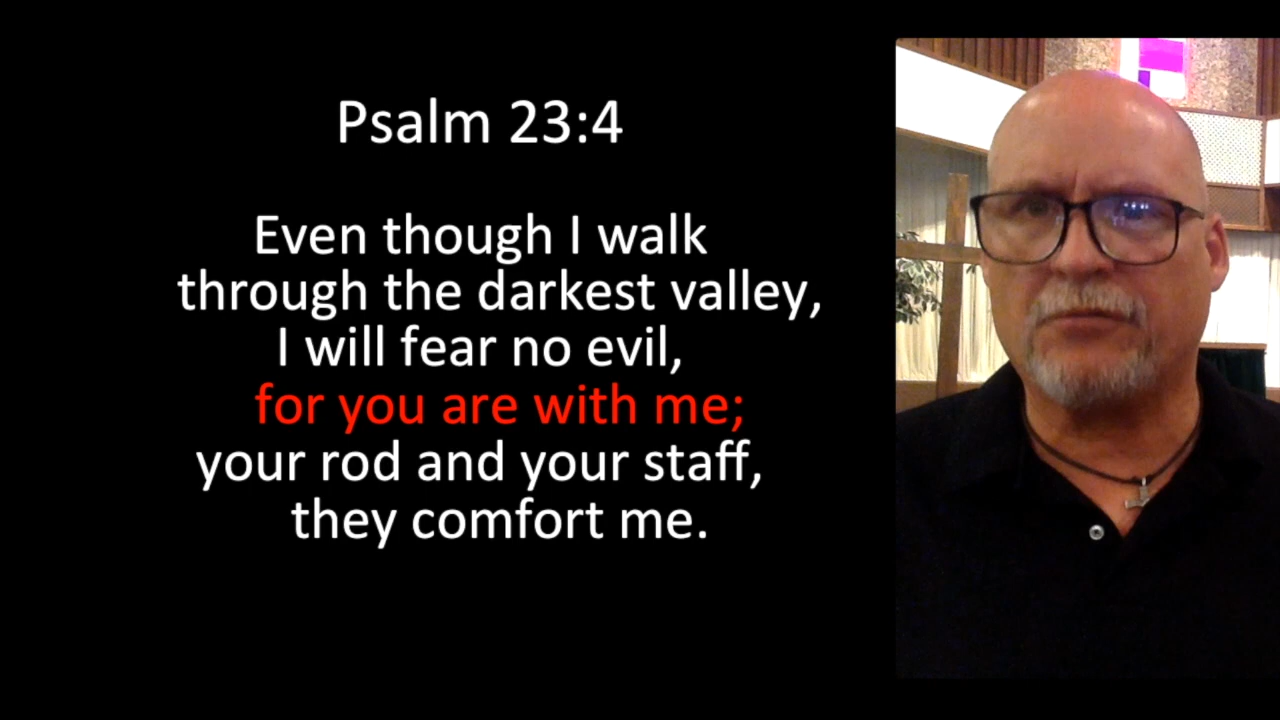 Psalm 23:4
Even though I walk
through the darkest valley,
I will fear no evil,
for you are with me;
your rod and your staff,
they comfort me.